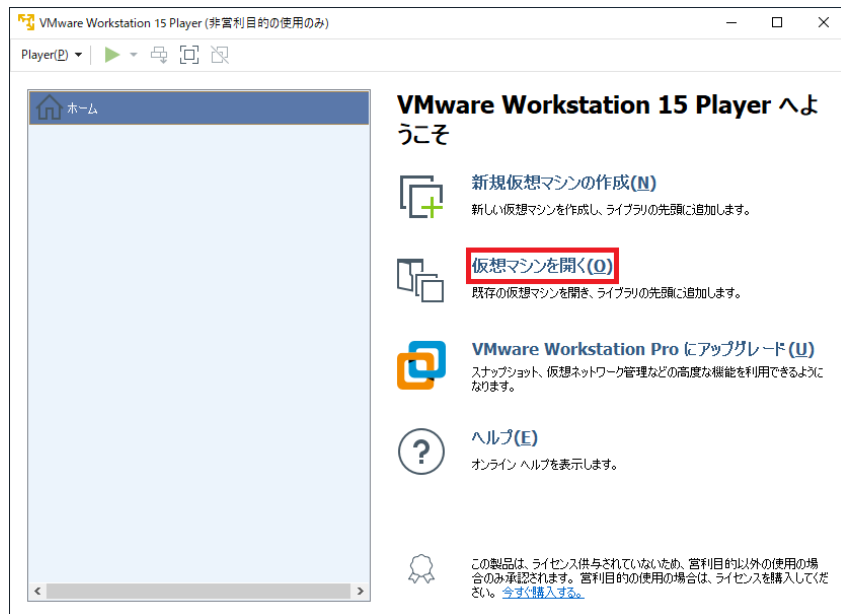 VMware Workstation 15 Player (非営利目的の使用のみ)
Player(P)
ホーム
VMware Workstation 15 Player へよ
うこそ
新規仮想マシンの作成(N)
新しい仮想マシンを作成し、ライブラリの先頭に追加します。
仮想マシンを開く(O)
既存の仮想マシンを開き、ライブラリの先頭に追加します。
VMware Workstation Pro にアップグレード(U)
スナップショット、仮想ネットワーク管理などの高度な機能を利用できるように
なります。
ヘルプ(E)
オンライン ヘルプを表示します。
この製品は、ライセンス供与されていないため、営利目的以外の使用の場
合のみ承認されます。営利目的の使用の場合は、ライセンスを購入してくだ
さい。今すぐ購入する。